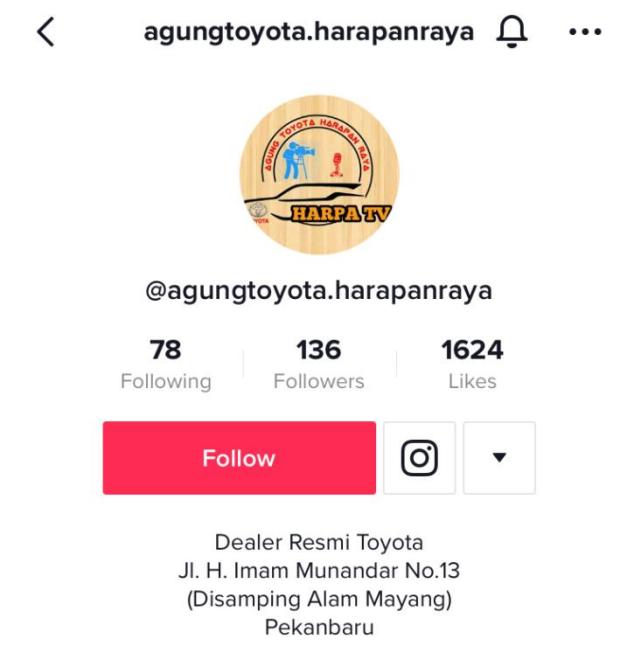 agungtoyota.harapanraya
AGUNG TOYOTA HARAPAN RAYA
HARPA TV
@agungtoyota.harapanraya
78 136 1624
Following Followers Likes
Follow
Dealer Resmi Toyota
Jl. H. Imam Munandar No.13
(Disamping Alam Mayang)
Pekanbaru